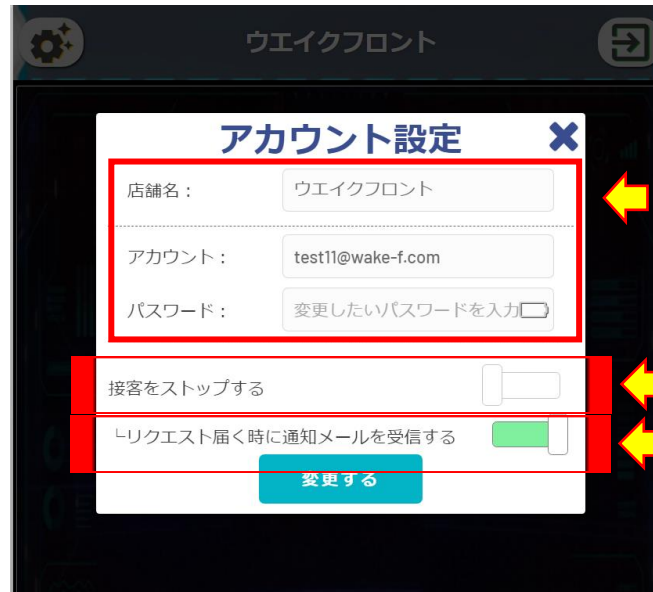 ウエイクフロント
アカウント設定
店舗名：
ウエイクフロント
アカウント：
test11@wake-f.com
パスワード：
変更したいパスワードを入力
接客をストップする
└リクエスト届く時に通知メールを受信する
変更する